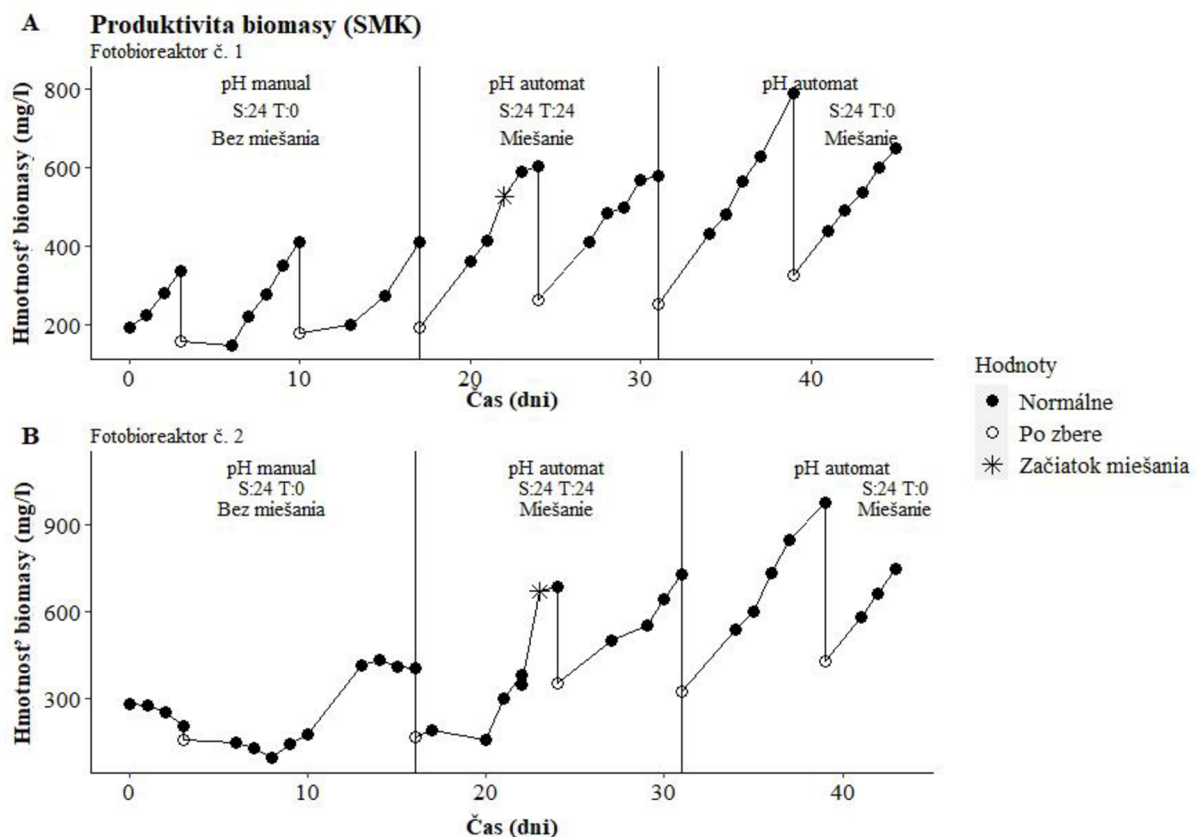 A Produktivita biomasy (SMK)
Fotobioreaktor č. 1
pH manual
S:24 T:0
Bez miešania
pH automat
S:24 T:24
Miešanie
pH automat
S:24 T:0
Miešanie
Hmotnosť biomasy (mg/l)
800
600
400
200
0 10 20 30 40
Čas (dni)
B Fotobioreaktor č. 2
pH manual
S:24 T:0
Bez miešania
pH automat
S:24 T:24
Miešanie
pH automat
S:24 T:0
Miešanie
Hmotnosť biomasy (mg/l)
900
600
300
0 10 20 30 40
Čas (dni)
Hodnoty
Normálne
Po zbere
Začiatok miešania